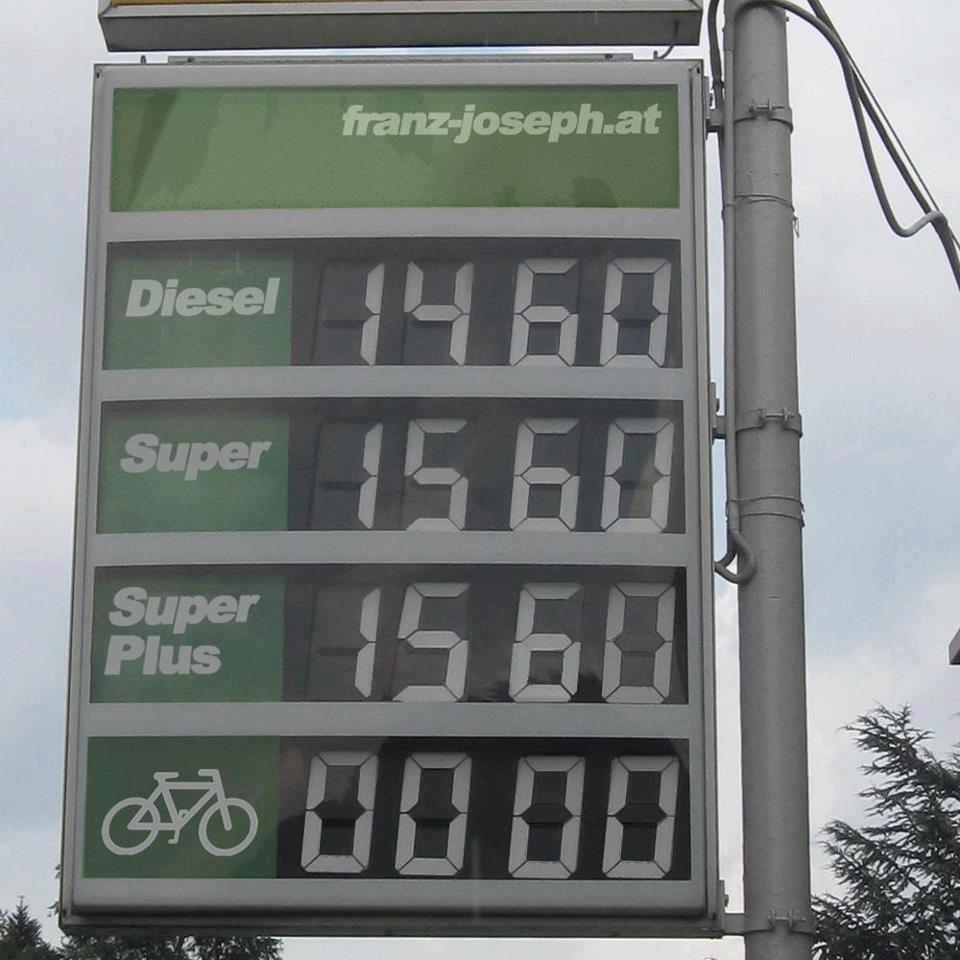 franz-joseph.at
Diesel 1460
Super 1560
Super
Plus 1560
0000